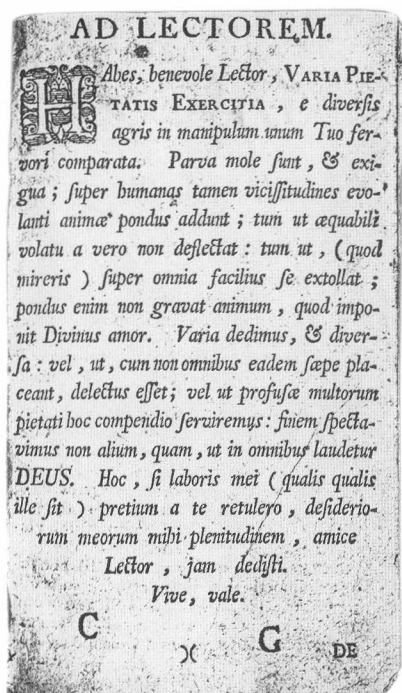 AD LECTOREM.
HAbes, benevole Lector, VARIA PIE-
TATIS EXERCITIA, e diversis
agris in manipulum unum Tuo fer-
vori comparata. Parva mole sunt, & exi-
gua; super humanas tamen vicissitudines evo-
lanti animæ pondus addunt; tum ut æquabili
volatu a vero non deflectat: tum ut, (quod
mireris) super omnia facilius se extollat;
pondus enim non gravat animum, quod impo-
nit Divinus amor. Varia dedimus, & diver-
sa: vel, ut, cum non omnibus eadem sæpe pla-
ceant, delectus esset; vel ut profusæ multorum
pietati hoc compendio serviremus: finem specta-
vimus non alium, quam, ut in omnibus laudetur
DEUS. Hoc, si laboris mei (qualis qualis
ille sit) pretium a te retulero, desiderio-
rum meorum mihi plenitudinem, amice
Lector, jam dedisti.
Vive, vale.
C G
)( DE